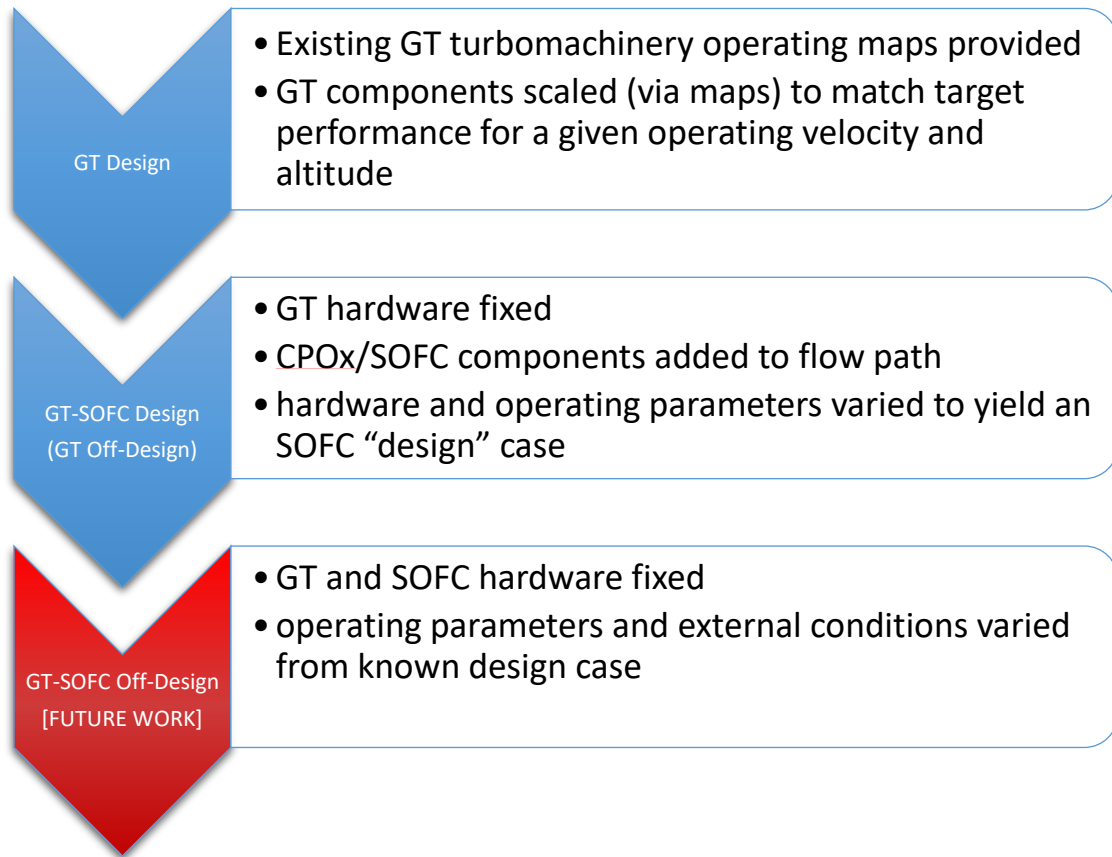 GT Design
• Existing GT turbomachinery operating maps provided
• GT components scaled (via maps) to match target
performance for a given operating velocity and
altitude
GT-SOFC Design
(GT Off-Design)
• GT hardware fixed
• CPOx/SOFC components added to flow path
• hardware and operating parameters varied to yield an
SOFC “design” case
GT-SOFC Off-Design
[FUTURE WORK]
• GT and SOFC hardware fixed
• operating parameters and external conditions varied
from known design case